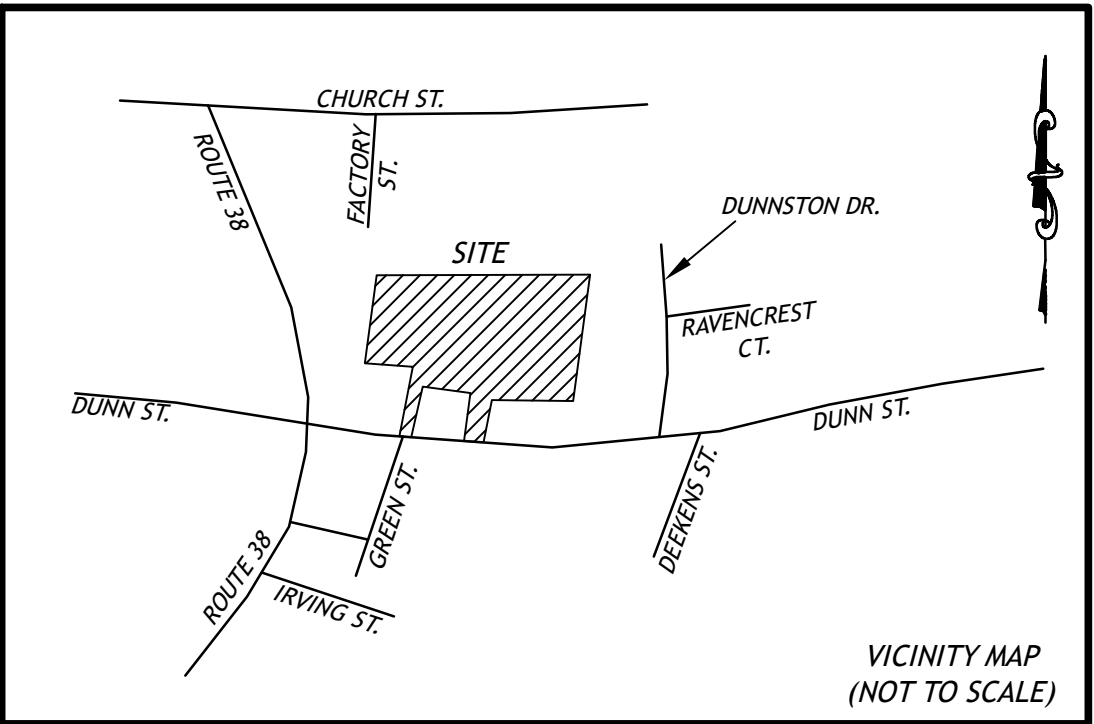 CHURCH ST.
ROUTE 38
FACTORY
ST.
DUNNSTON DR.
SITE
RAVENCREST
CT.
DUNN ST.
DUNN ST.
GREEN ST.
DEEKENS ST.
ROUTE 38
IRVING ST.
VICINITY MAP
(NOT TO SCALE)